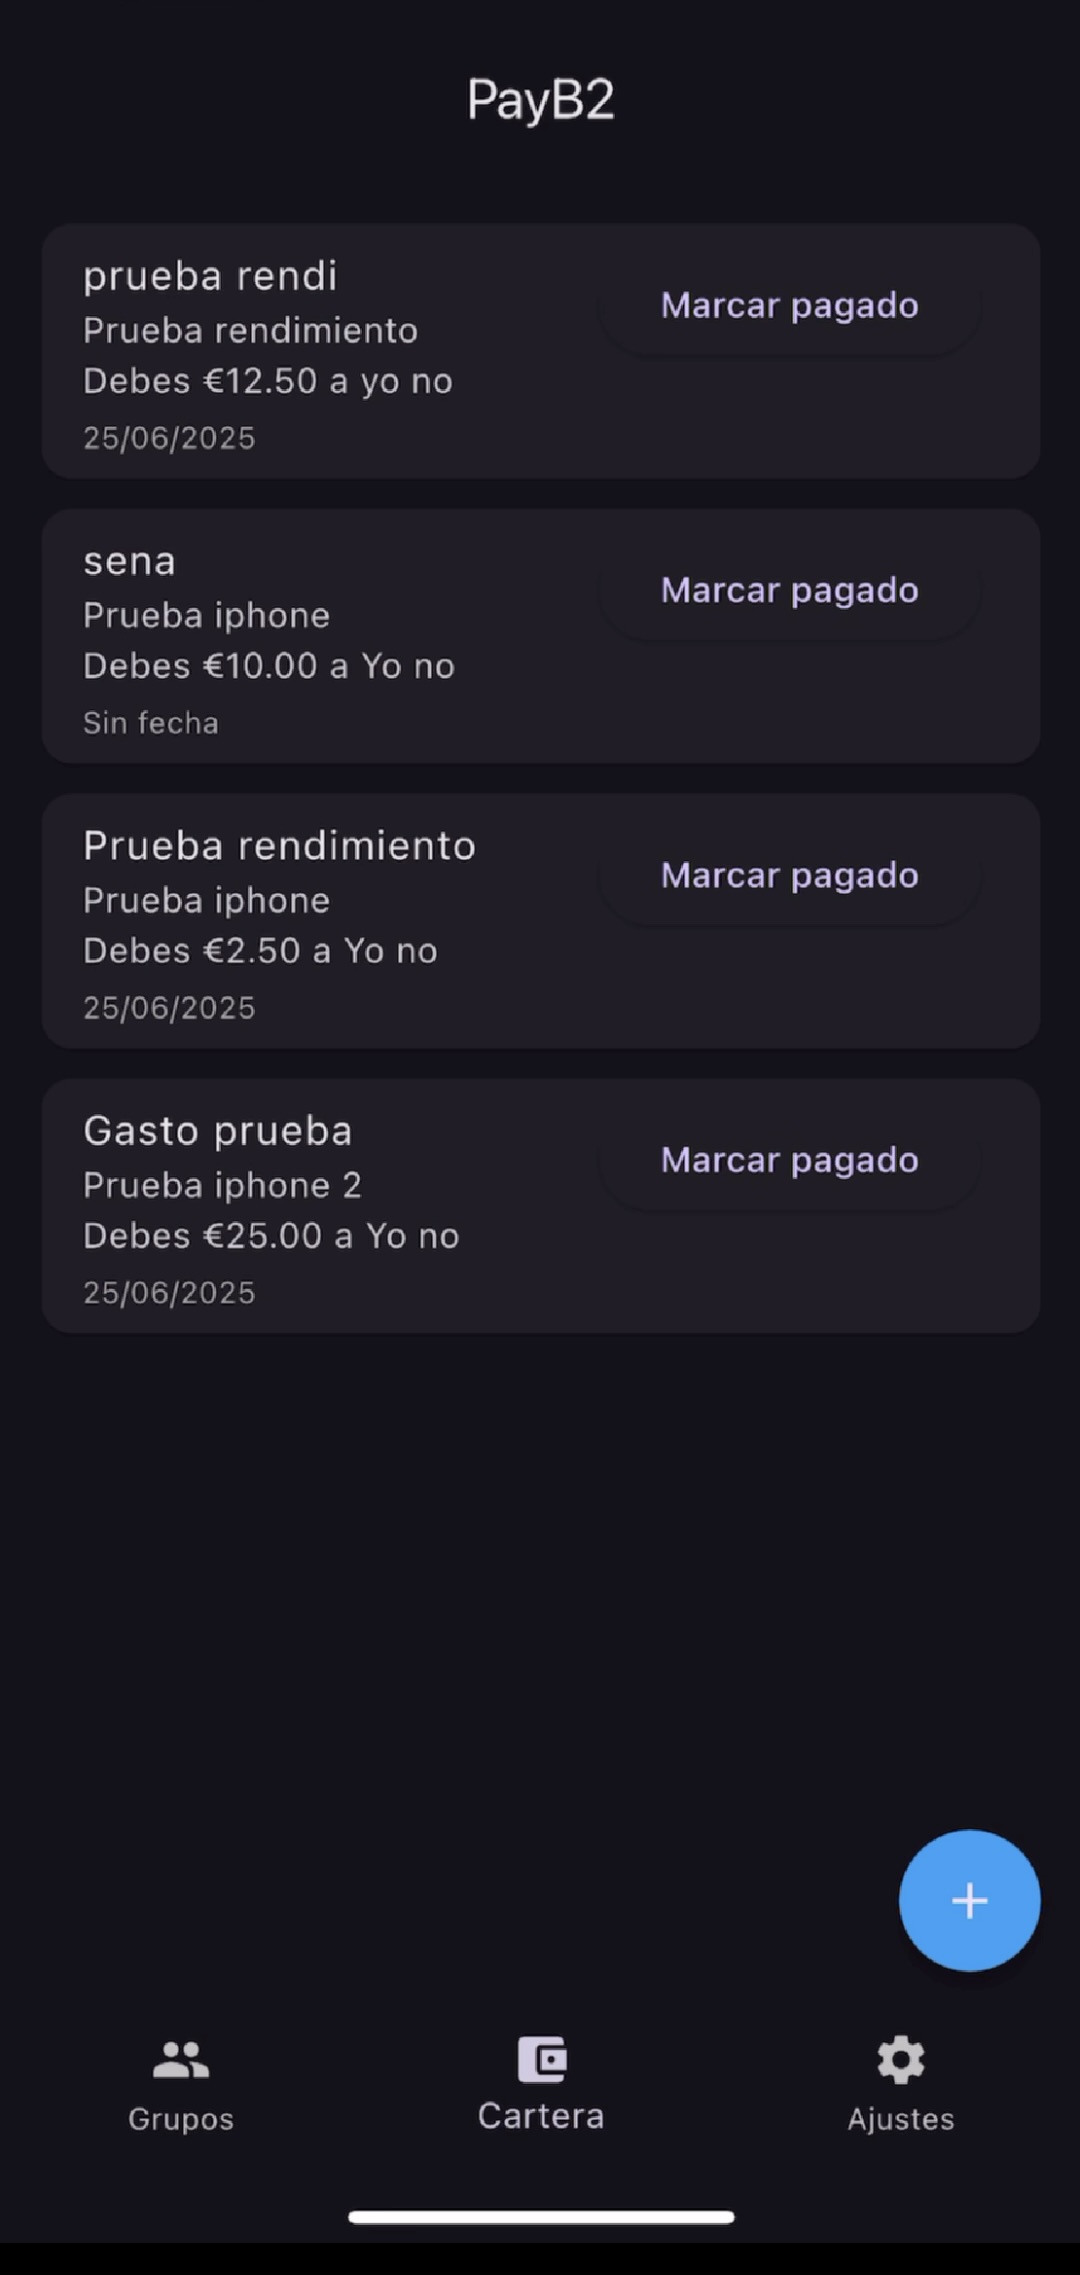 PayB2
prueba rendi
Marcar pagado
Prueba rendimiento
Debes €12.50 a yo no
25/06/2025
sena
Marcar pagado
Prueba iphone
Debes €10.00 a Yo no
Sin fecha
Prueba rendimiento
Marcar pagado
Prueba iphone
Debes €2.50 a Yo no
25/06/2025
Gasto prueba
Marcar pagado
Prueba iphone 2
Debes €25.00 a Yo no
25/06/2025
Grupos
Cartera
Ajustes